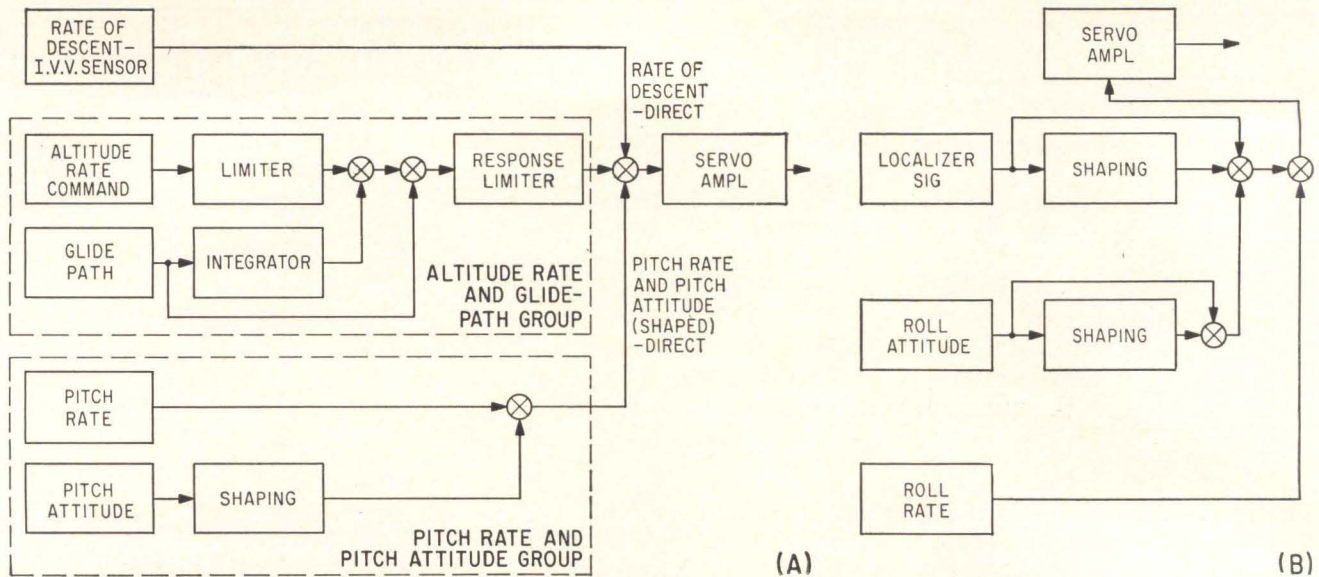 RATE OF
DESCENT–
I.V.V. SENSOR
RATE OF
DESCENT
-DIRECT
ALTITUDE
RATE
COMMAND
LIMITER
RESPONSE
LIMITER
SERVO
AMPL
GLIDE
PATH
INTEGRATOR
ALTITUDE RATE
AND GLIDE-
PATH GROUP
PITCH RATE
AND PITCH
ATTITUDE
(SHAPED)
-DIRECT
PITCH
RATE
PITCH
ATTITUDE
SHAPING
PITCH RATE AND
PITCH ATTITUDE GROUP
(A)
SERVO
AMPL
LOCALIZER
SIG
SHAPING
ROLL
ATTITUDE
SHAPING
ROLL
RATE
(B)